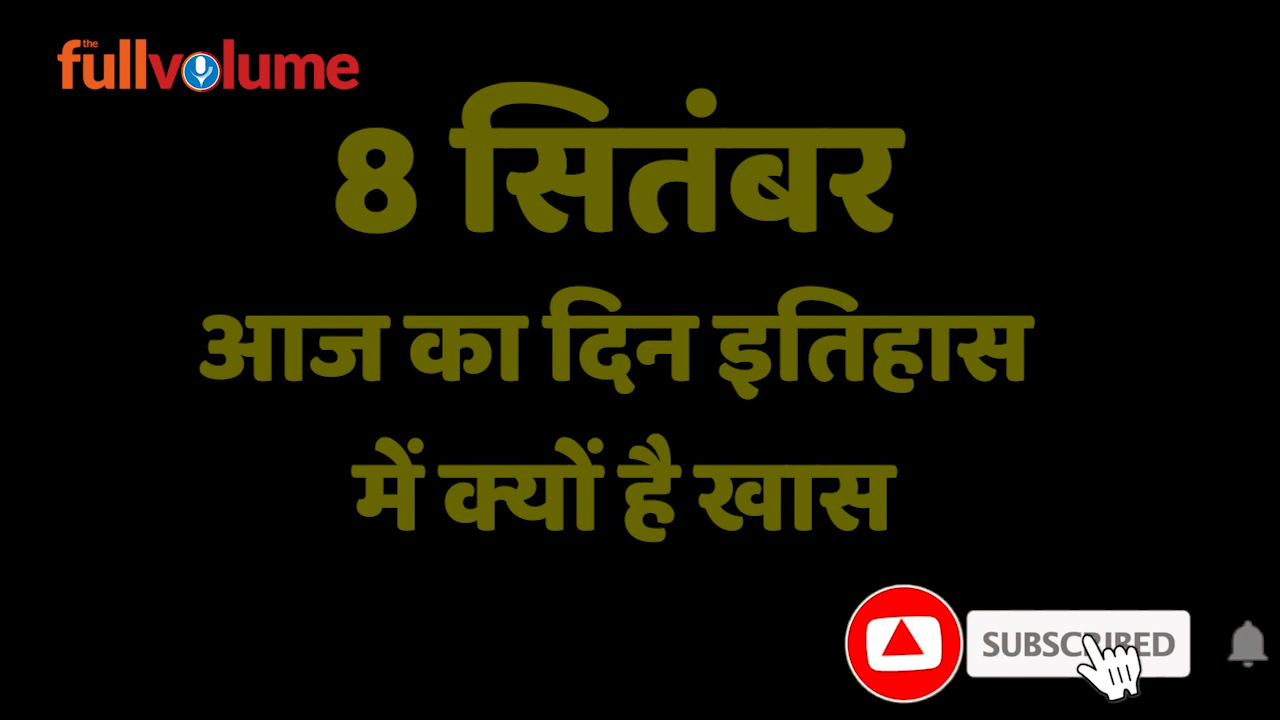 the fullvolume
8 सितंबर
आज का दिन इतिहास
में क्यों है खास
SUBSCRIBED